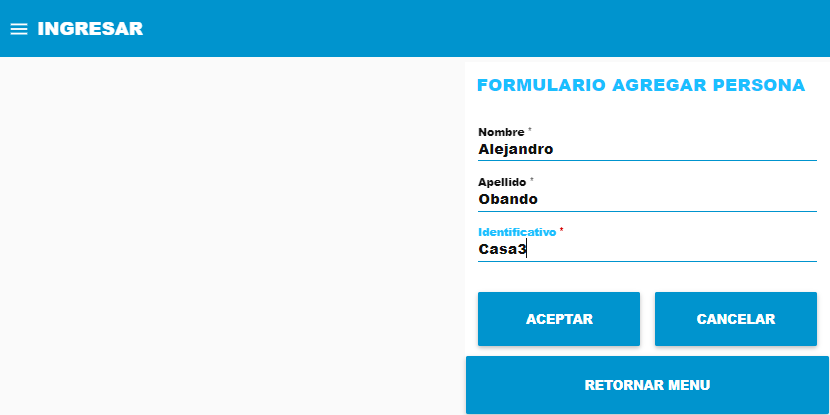 INGRESAR
FORMULARIO AGREGAR PERSONA
Nombre *
Alejandro
Apellido *
Obando
Identificativo *
Casa3
ACEPTAR CANCELAR
RETORNAR MENU